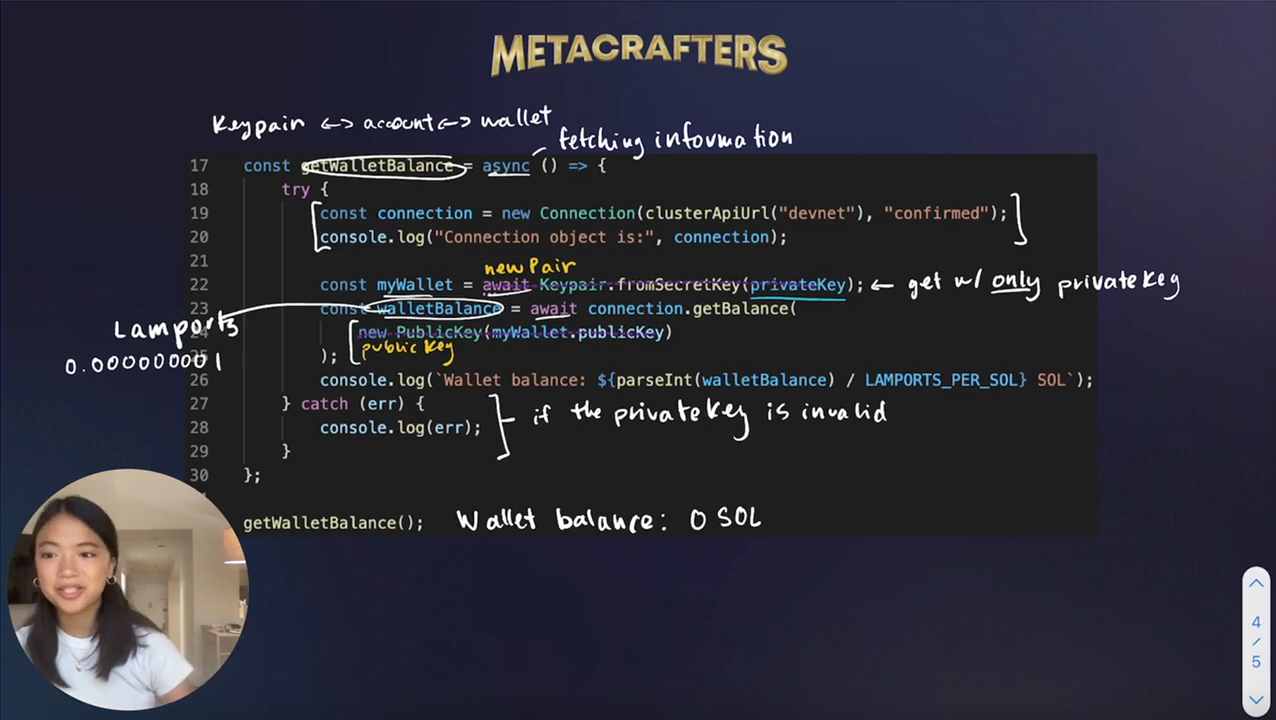 METACRAFTERS
Keypair <-> account <-> wallet
fetching information
17 const getWalletBalance = async () => {
18 try {
19 const connection = new Connection(clusterApiUrl("devnet"), "confirmed");
20 console.log("Connection object is:", connection);
21
newPair
22 const myWallet = await Keypair.fromSecretKey(privateKey); ← get w/ only privateKey
23 const walletBalance = await connection.getBalance(
Lamports
24 new PublicKey(myWallet.publicKey)
publicKey
0.000000001
25 );
26 console.log(`Wallet balance: ${parseInt(walletBalance) / LAMPORTS_PER_SOL} SOL`);
27 } catch (err) {
if the privateKey is invalid
28 console.log(err);
29 }
30 };
getWalletBalance(); Wallet balance: 0 SOL
4
/
5